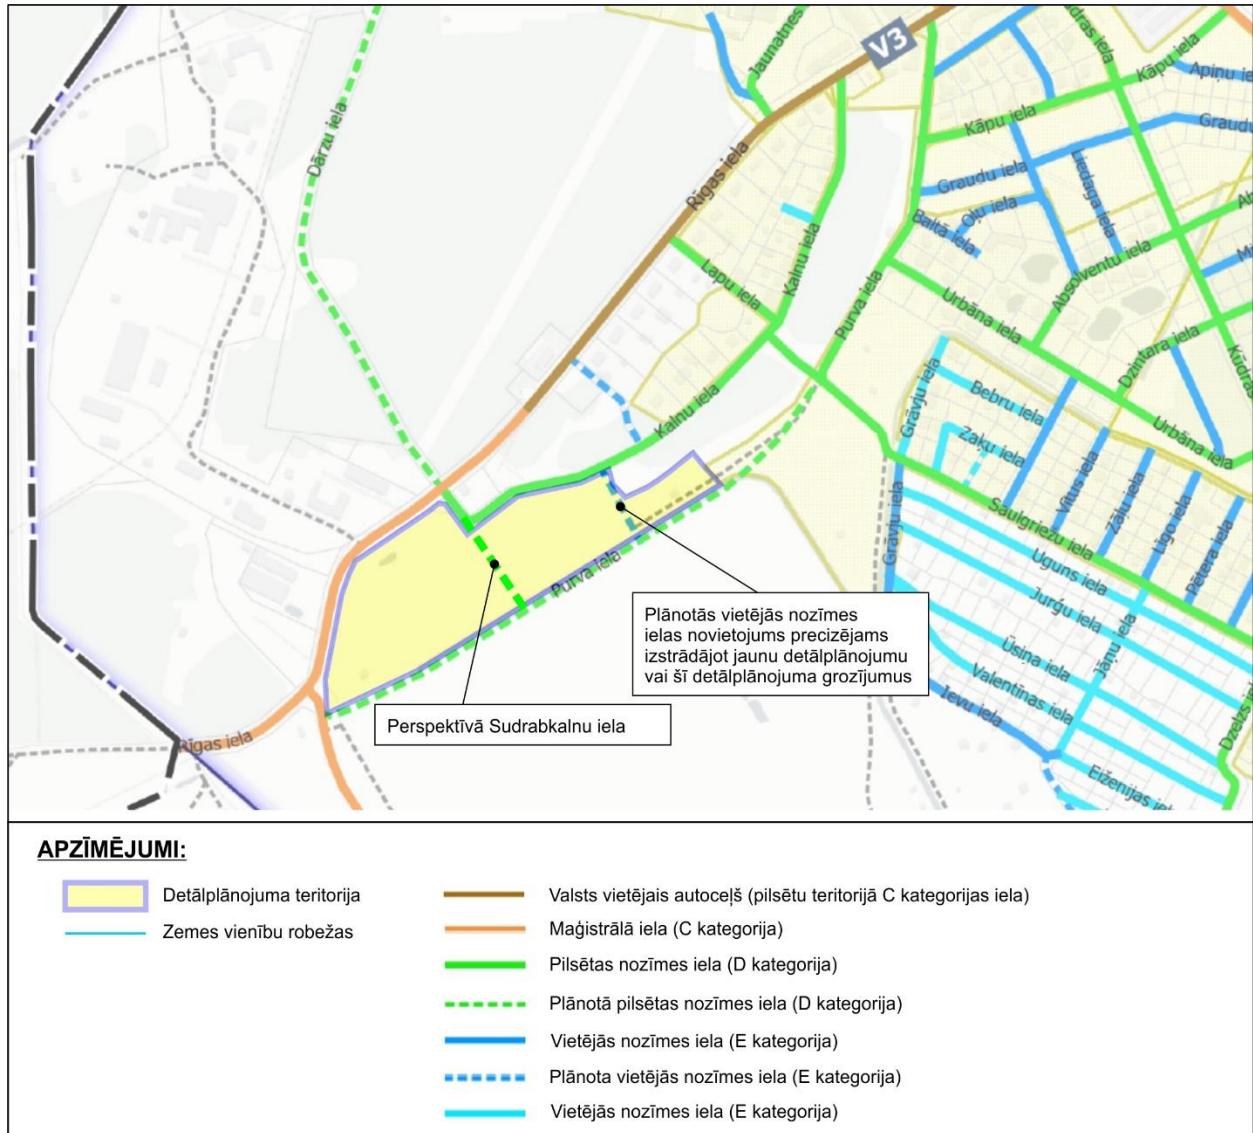 V3
Jaunatnes
Kūdras iela
Kāpu iela
Apiņu ie
Dārzu iela
Rīgas iela
Kāpu iela
Graudu
Graudu iela
Liedaga iela
Oļu iela
Baltā iela
Kalnu iela
Lapu iela
Purva iela
Absolventu iela
Urbāna iela
Dzintara iela
Kūdras
Grāvju iela
Bebru iela
Zaķu iela
Urbāna iela
Kalnu iela
Vītus iela
Zāļu iela
Līgo iela
Pētera iela
Saulgriežu iela
Grāvju iela
Uguns iela
Jurģu iela
Purva iela
Ūsiņa iela
Jāņu iela
Valentīnas iela
Ievu iela
Dzelzs
Eiženijas iela
Rīgas iela
Plānotās vietējās nozīmes
ielas novietojums precizējams
izstrādājot jaunu detālplānojumu
vai šī detālplānojuma grozījumus
Perspektīvā Sudrabkalnu iela
APZĪMĒJUMI:
Detālplānojuma teritorija
Zemes vienību robežas
Valsts vietējais autoceļš (pilsētu teritorijā C kategorijas iela)
Maģistrālā iela (C kategorija)
Pilsētas nozīmes iela (D kategorija)
Plānotā pilsētas nozīmes iela (D kategorija)
Vietējās nozīmes iela (E kategorija)
Plānota vietējās nozīmes iela (E kategorija)
Vietējās nozīmes iela (E kategorija)